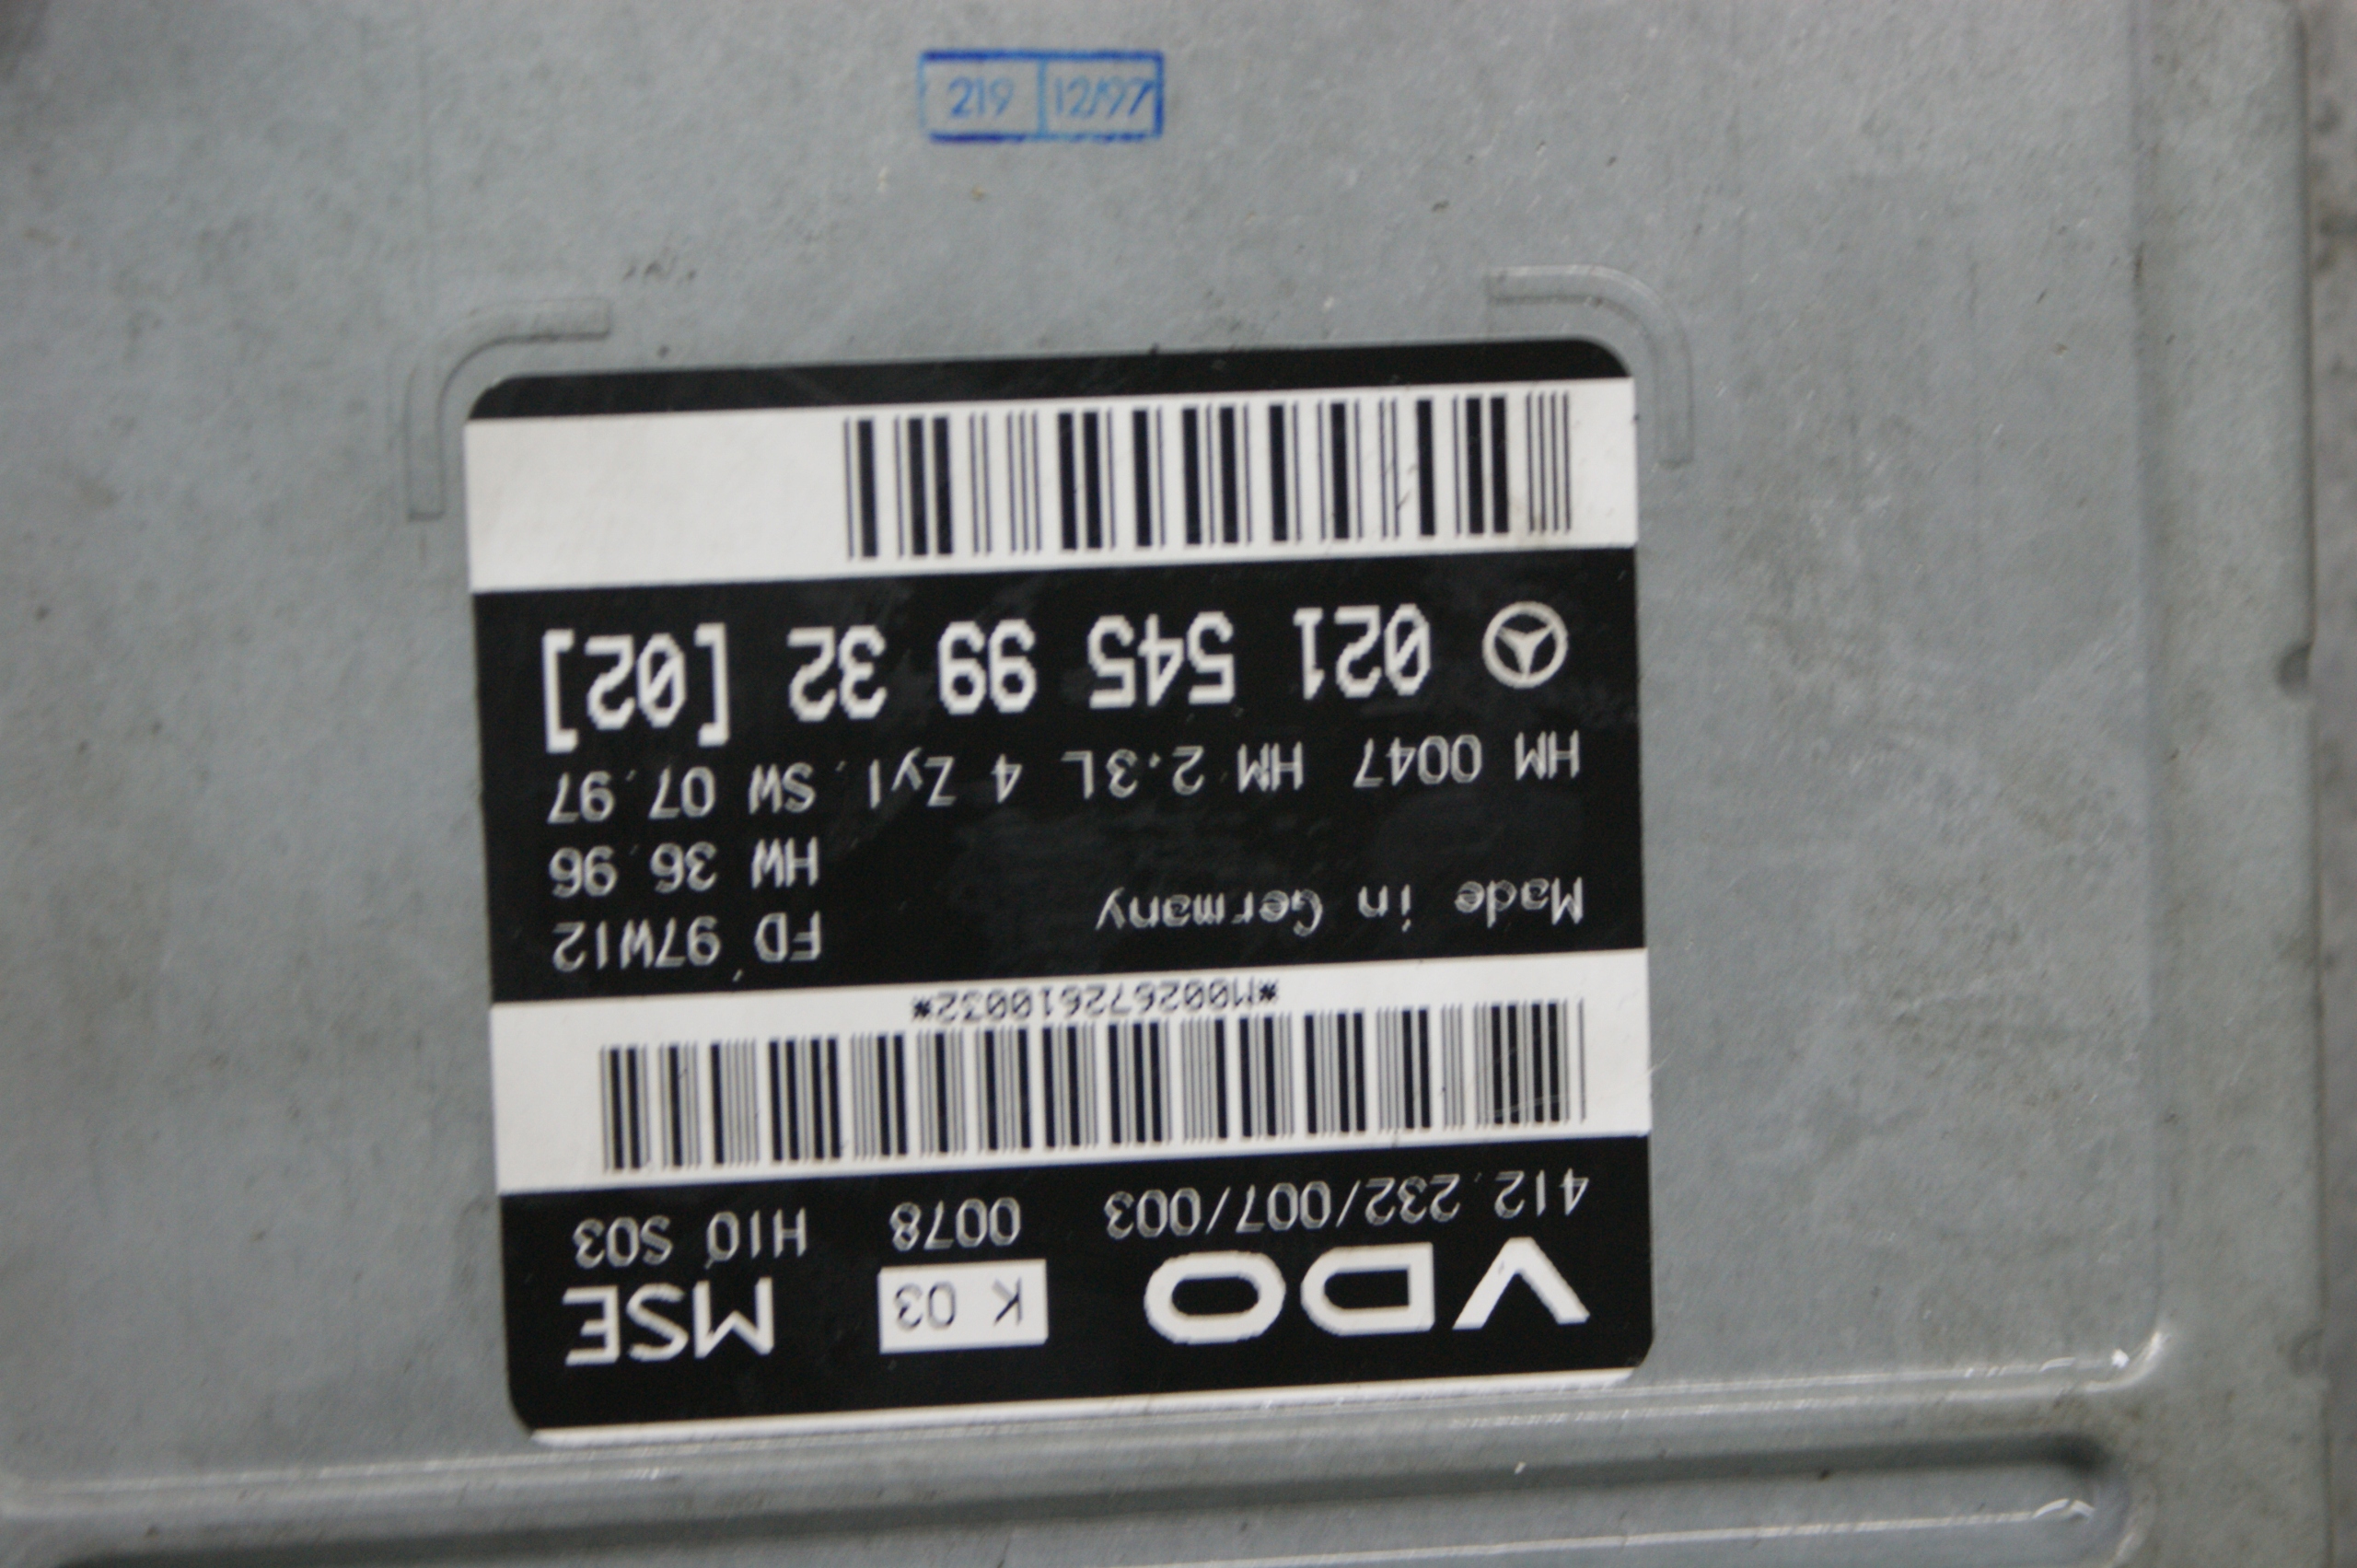 219 12/97
VDO K 03 MSE
412.232/007/003 0078 H10 S03
*M002672610032*
Made in Germany
FD 97W12
HW 36.96
HM 0047 HM 2.3L 4 Zyl. SW 07.97
021 545 99 32 [02]